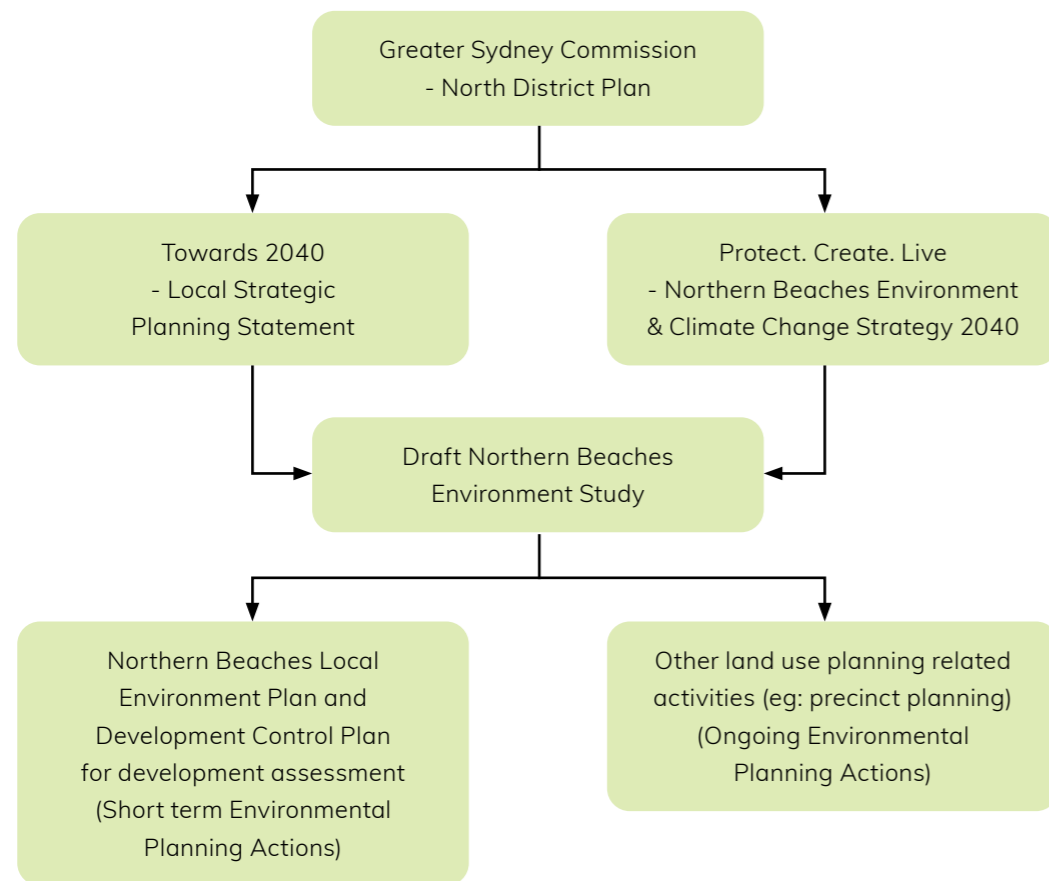 Greater Sydney Commission
- North District Plan
Towards 2040
- Local Strategic
Planning Statement
Protect. Create. Live
- Northern Beaches Environment
& Climate Change Strategy 2040
Draft Northern Beaches
Environment Study
Northern Beaches Local
Environment Plan and
Development Control Plan
for development assessment
(Short term Environmental
Planning Actions)
Other land use planning related
activities (eg: precinct planning)
(Ongoing Environmental
Planning Actions)